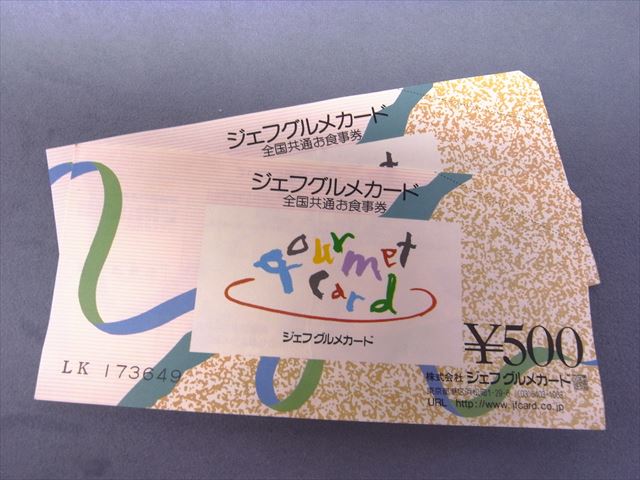 ジェフグルメカード
全国共通お食事券
ジェフグルメカード
全国共通お食事券
gourmet
card
ジェフグルメカード
¥500
LK 173649
株式会社 ジェフグルメカード
URL http://www.jfcard.co.jp